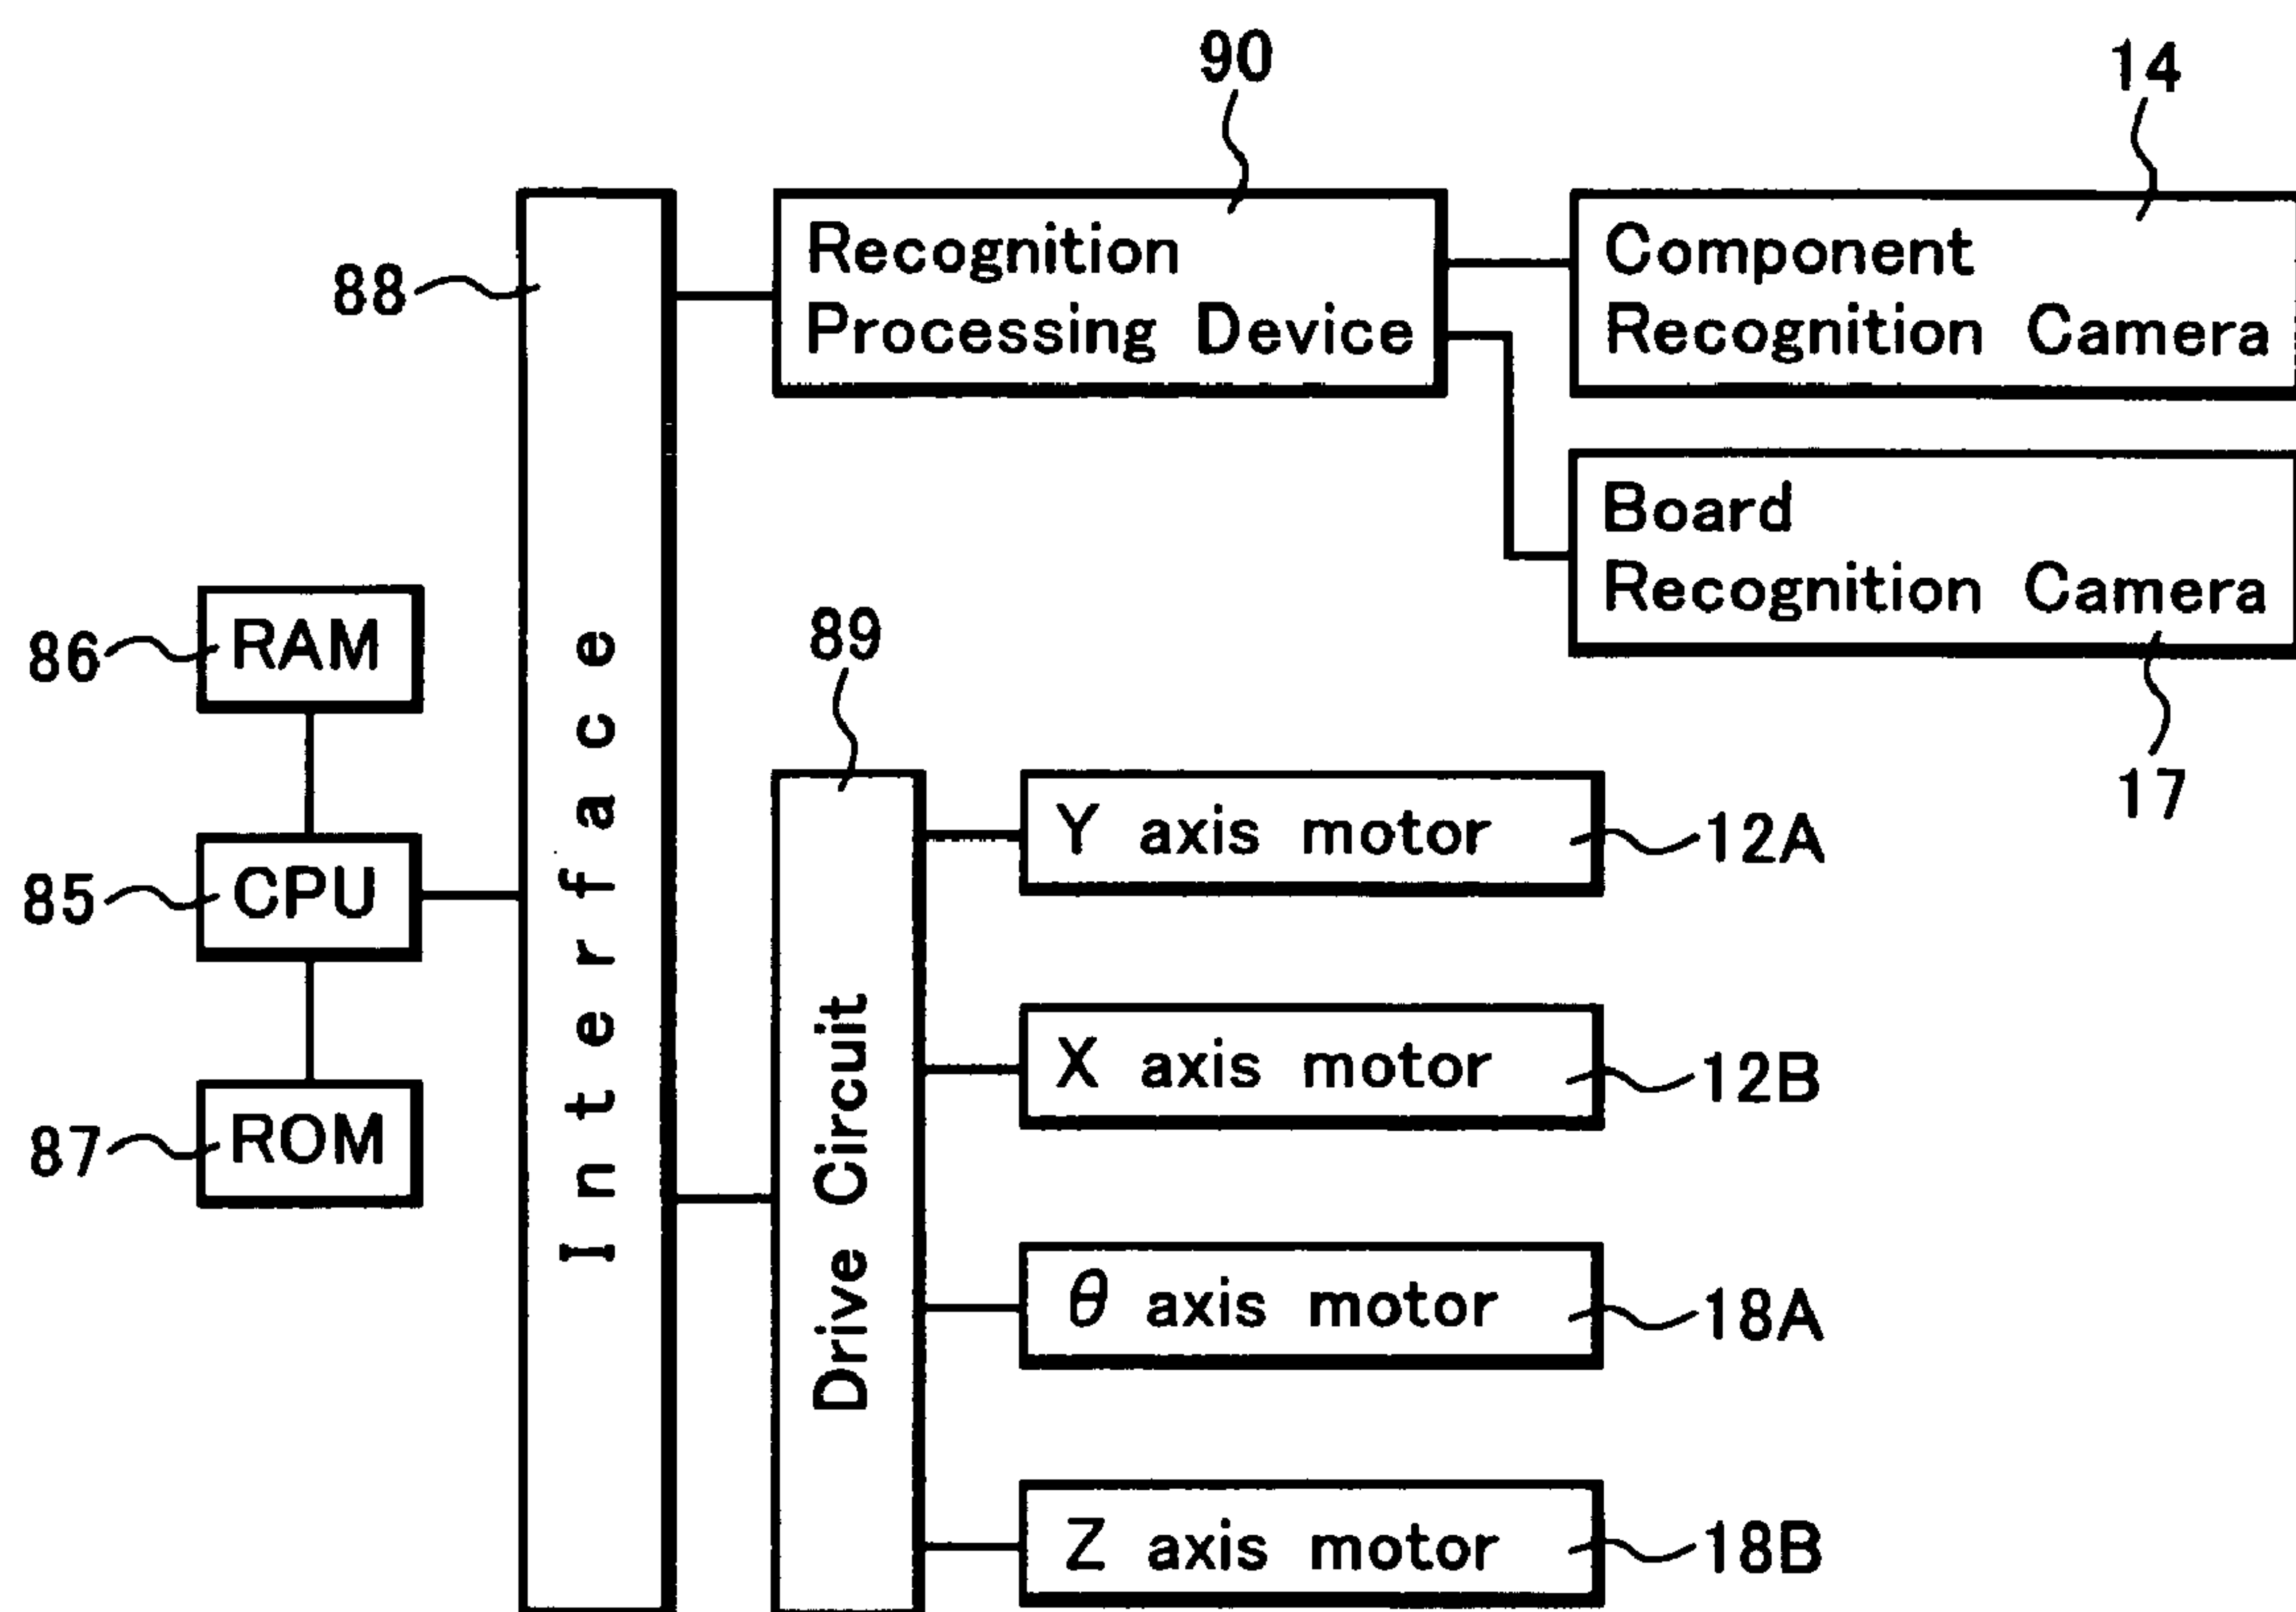 90
14
88
Recognition
Processing Device
Component
Recognition Camera
Board
Recognition Camera
17
86
RAM
85
CPU
87
ROM
Interface
89
Drive Circuit
Y axis motor
12A
X axis motor
12B
θ axis motor
18A
Z axis motor
18B